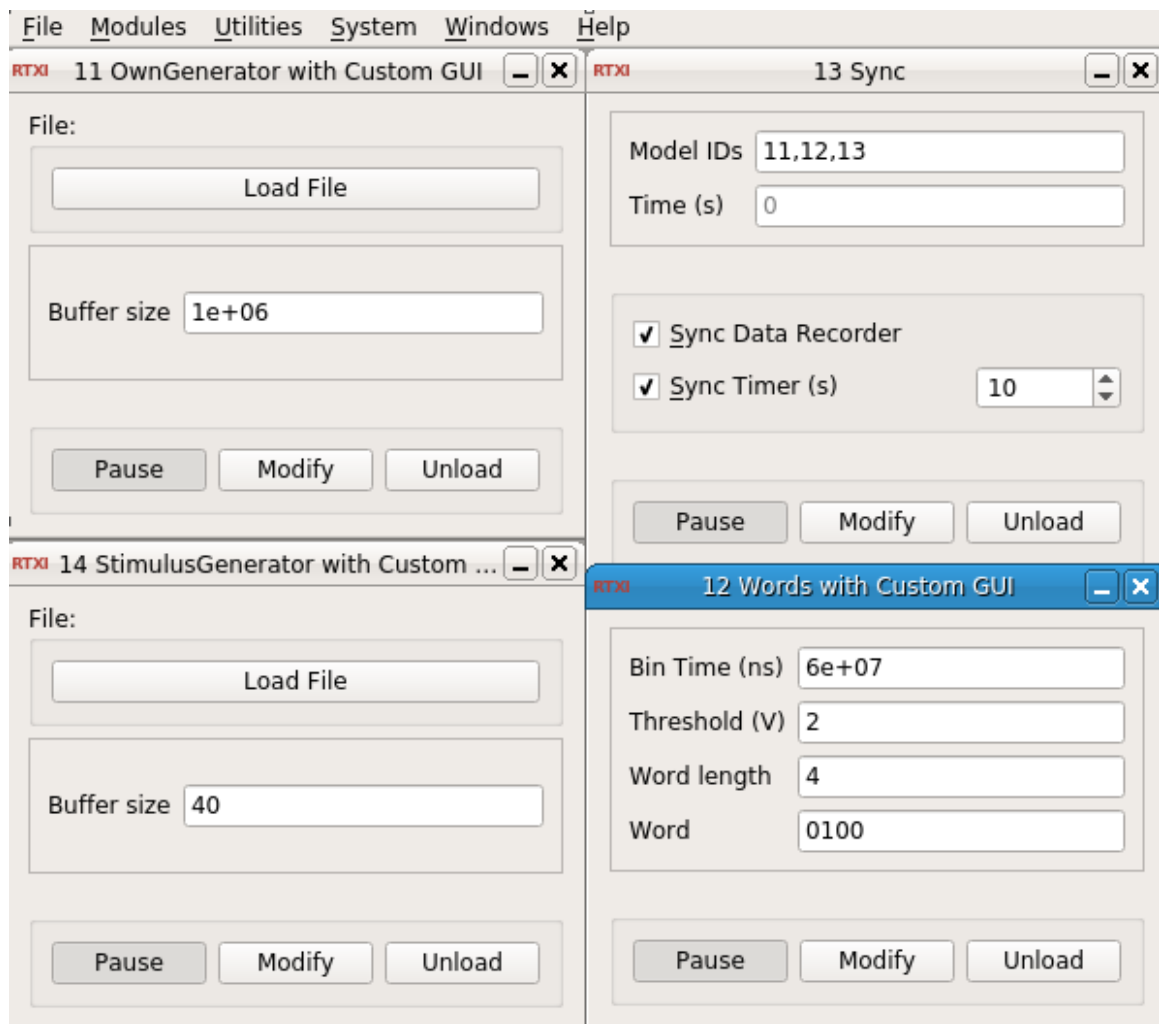 File Modules Utilities System Windows Help
RTXI 11 OwnGenerator with Custom GUI
File:
Load File
Buffer size 1e+06
Pause Modify Unload
RTXI 13 Sync
Model IDs 11,12,13
Time (s) 0
Sync Data Recorder
Sync Timer (s) 10
Pause Modify Unload
RTXI 14 StimulusGenerator with Custom ...
File:
Load File
Buffer size 40
Pause Modify Unload
RTXI 12 Words with Custom GUI
Bin Time (ns) 6e+07
Threshold (V) 2
Word length 4
Word 0100
Pause Modify Unload